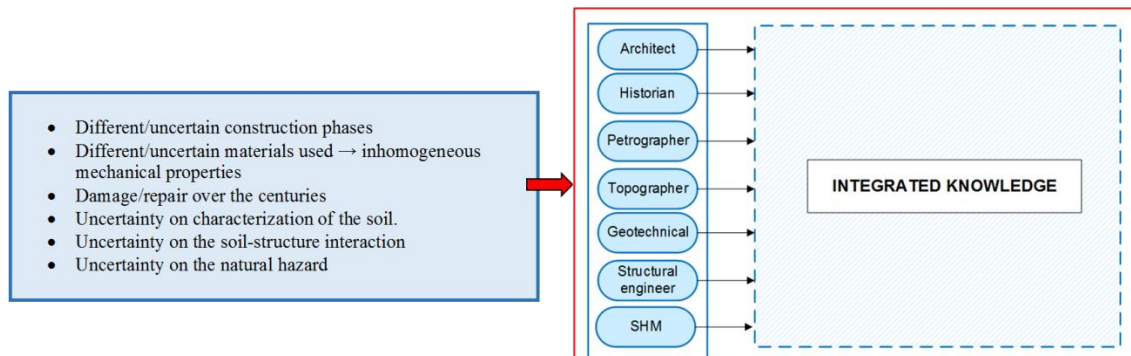 • Different/uncertain construction phases
• Different/uncertain materials used → inhomogeneous
mechanical properties
• Damage/repair over the centuries
• Uncertainty on characterization of the soil.
• Uncertainty on the soil-structure interaction
• Uncertainty on the natural hazard
Architect
Historian
Petrographer
Topographer
Geotechnical
Structural
engineer
SHM
INTEGRATED KNOWLEDGE